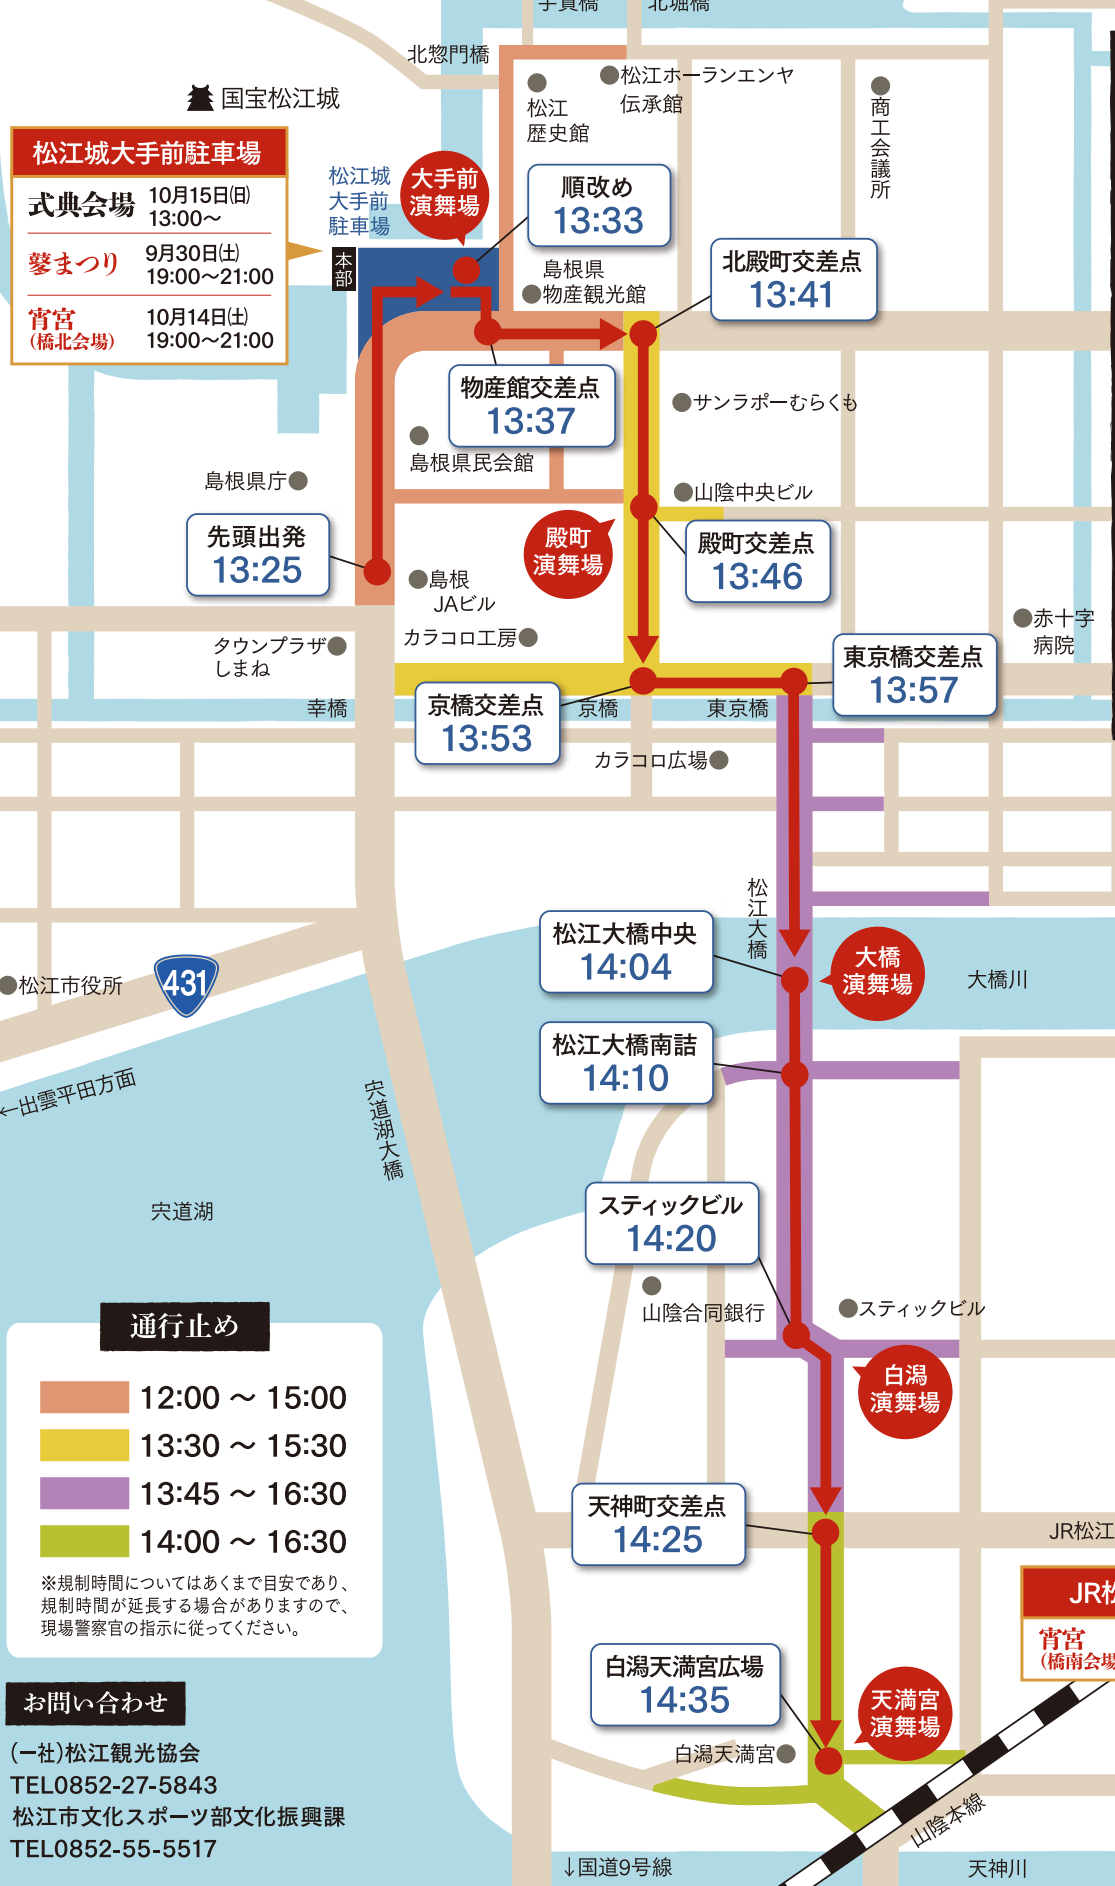 北堀橋
北惣門橋
松江ホーランエンヤ
伝承館
松江
歴史館
商工会議所
国宝松江城
松江城大手前駐車場
式典会場
10月15日(日)
13:00～
鼕まつり
9月30日(土)
19:00～21:00
宵宮
(橋北会場)
10月14日(土)
19:00～21:00
松江城
大手前
駐車場
本部
大手前
演舞場
順改め
13:33
島根県
物産観光館
北殿町交差点
13:41
物産館交差点
13:37
サンラポーむらくも
島根県民会館
島根県庁
山陰中央ビル
先頭出発
13:25
殿町
演舞場
殿町交差点
13:46
島根
JAビル
カラコロ工房
赤十字
病院
タウンプラザ
しまね
東京橋交差点
13:57
京橋交差点
13:53
幸橋
京橋
東京橋
カラコロ広場
松江大橋
松江大橋中央
14:04
大橋
演舞場
大橋川
松江市役所
431
松江大橋南詰
14:10
←出雲平田方面
宍道湖大橋
宍道湖
スティックビル
14:20
山陰合同銀行
スティックビル
白潟
演舞場
通行止め
12:00 ～ 15:00
13:30 ～ 15:30
13:45 ～ 16:30
14:00 ～ 16:30
※規制時間についてはあくまで目安であり、
規制時間が延長する場合がありますので、
現場警察官の指示に従ってください。
天神町交差点
14:25
JR松江
JR松
宵宮
(橋南会場
白潟天満宮広場
14:35
天満宮
演舞場
白潟天満宮
お問い合わせ
(一社)松江観光協会
TEL0852-27-5843
松江市文化スポーツ部文化振興課
TEL0852-55-5517
山陰本線
↓国道9号線
天神川